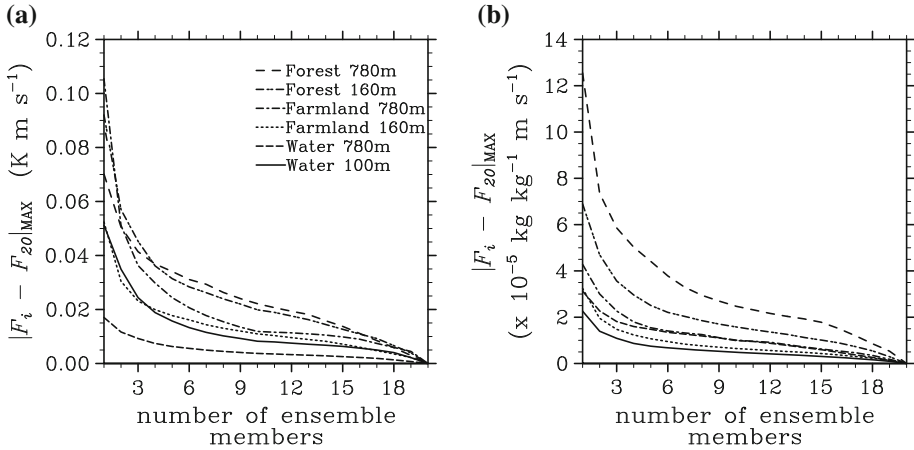 (a)
|F_i − F_20|_MAX (K m s⁻¹)
0.12
0.10
0.08
0.06
0.04
0.02
0.00
Forest 780m
Forest 160m
Farmland 780m
Farmland 160m
Water 780m
Water 100m
3 6 9 12 15 18
number of ensemble
members
(b)
|F_i − F_20|_MAX
(x 10⁻⁵ kg kg⁻¹ m s⁻¹)
14
12
10
8
6
4
2
0
3 6 9 12 15 18
number of ensemble
members